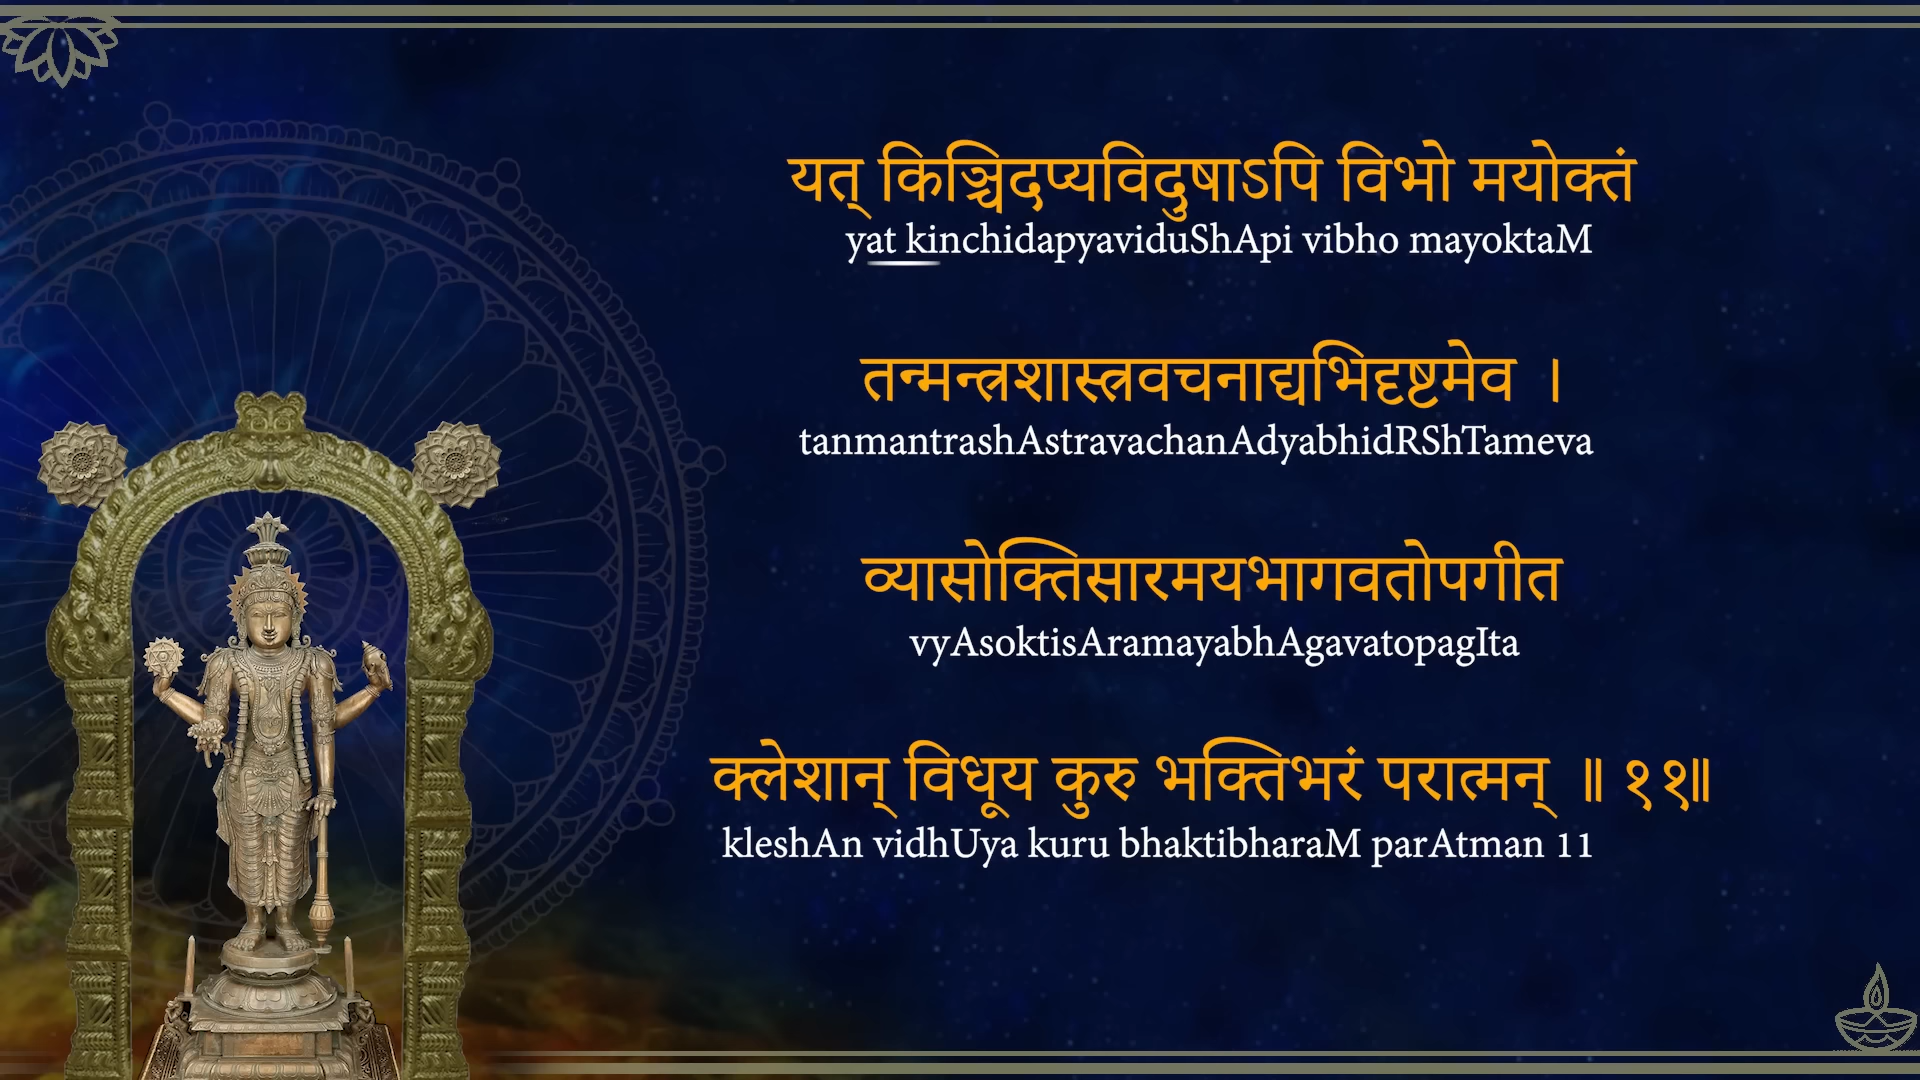 यत् किञ्चिदप्यविदुषाऽपि विभो मयोक्तं
yat kinchidapyaviduShApi vibho mayoktaM
तन्मन्त्रशास्त्रवचनाद्यभिदृष्टमेव ।
tanmantrashAstravachanAdyabhidRShTameva
व्यासोक्तिसारमयभागवतोपगीत
vyAsoktisAramayabhAgavatopagIta
क्लेशान् विधूय कुरु भक्तिभरं परात्मन् ॥ ११॥
kleshAn vidhUya kuru bhaktibharaM parAtman 11